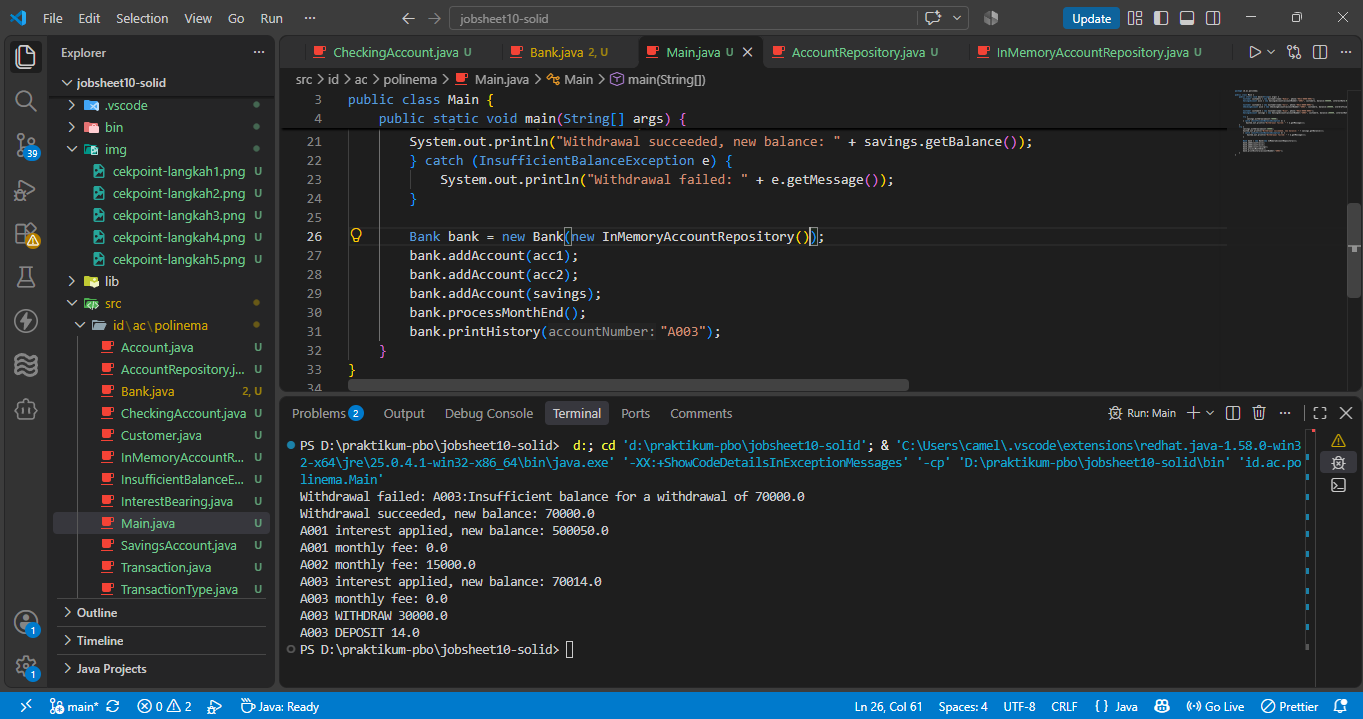 File Edit Selection View Go Run ··· jobsheet10-solid Update
Explorer ···
jobsheet10-solid
.vscode
bin
img
cekpoint-langkah1.png U
cekpoint-langkah2.png U
cekpoint-langkah3.png U
cekpoint-langkah4.png U
cekpoint-langkah5.png U
lib
src
id\ac\polinema
Account.java U
AccountRepository.j... U
Bank.java 2, U
CheckingAccount.java U
Customer.java U
InMemoryAccountR... U
InsufficientBalanceE... U
InterestBearing.java U
Main.java U
SavingsAccount.java U
Transaction.java U
TransactionType.java U
Outline
Timeline
Java Projects
39
1
1
CheckingAccount.java U Bank.java 2, U Main.java U AccountRepository.java U InMemoryAccountRepository.java U
src > id > ac > polinema > Main.java > Main > main(String[])
3 public class Main {
4 public static void main(String[] args) {
21 System.out.println("Withdrawal succeeded, new balance: " + savings.getBalance());
22 } catch (InsufficientBalanceException e) {
23 System.out.println("Withdrawal failed: " + e.getMessage());
24 }
25
26 Bank bank = new Bank(new InMemoryAccountRepository());
27 bank.addAccount(acc1);
28 bank.addAccount(acc2);
29 bank.addAccount(savings);
30 bank.processMonthEnd();
31 bank.printHistory(accountNumber: "A003");
32 }
33 }
34
Problems 2 Output Debug Console Terminal Ports Comments Run: Main
PS D:\praktikum-pbo\jobsheet10-solid> d:; cd 'd:\praktikum-pbo\jobsheet10-solid'; & 'C:\Users\camel\.vscode\extensions\redhat.java-1.58.0-win3
2-x64\jre\25.0.4.1-win32-x86_64\bin\java.exe' '-XX:+ShowCodeDetailsInExceptionMessages' '-cp' 'D:\praktikum-pbo\jobsheet10-solid\bin' 'id.ac.po
linema.Main'
Withdrawal failed: A003:Insufficient balance for a withdrawal of 70000.0
Withdrawal succeeded, new balance: 70000.0
A001 interest applied, new balance: 500050.0
A001 monthly fee: 0.0
A002 monthly fee: 15000.0
A003 interest applied, new balance: 70014.0
A003 monthly fee: 0.0
A003 WITHDRAW 30000.0
A003 DEPOSIT 14.0
PS D:\praktikum-pbo\jobsheet10-solid>
main* 0 2 Java: Ready Ln 26, Col 61 Spaces: 4 UTF-8 CRLF { } Java Go Live Prettier